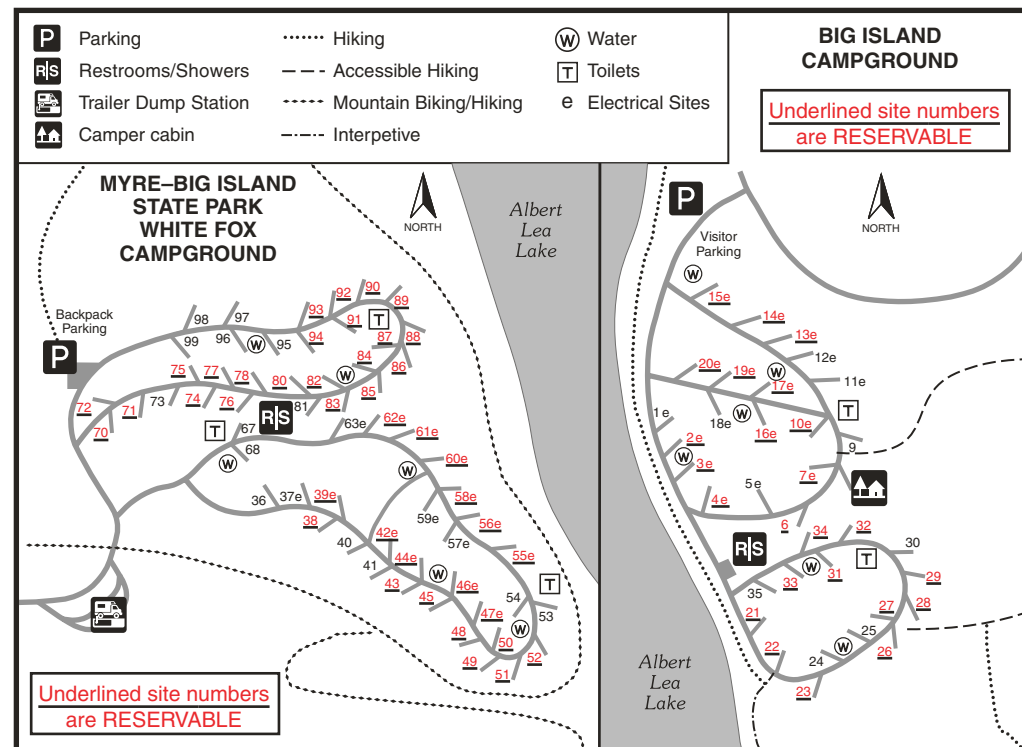 P Parking
R|S Restrooms/Showers
Trailer Dump Station
Camper cabin
Hiking
Accessible Hiking
Mountain Biking/Hiking
Interpetive
W Water
T Toilets
e Electrical Sites
BIG ISLAND
CAMPGROUND
Underlined site numbers
are RESERVABLE
MYRE–BIG ISLAND
STATE PARK
WHITE FOX
CAMPGROUND
NORTH
Albert
Lea
Lake
Backpack
Parking
P
98
97
99
96
W
95
93
94
92
90
91
T
89
87
88
84
86
W
85
75
77
78
80
82
72
71
73
74
76
81
83
70
R|S
T
67
68
W
63e
62e
61e
60e
W
36
37e
39e
38
58e
59e
56e
57e
40
42e
41
44e
W
43
45
46e
55e
T
54
53
47e
48
50
W
49
52
51
Underlined site numbers
are RESERVABLE
P
Visitor
Parking
NORTH
W
15e
14e
13e
12e
W
11e
20e
19e
17e
18e
W
16e
10e
T
1e
2e
W
3e
9
7e
4e
5e
6
R|S
34
32
30
T
W
33
31
35
29
21
27
28
25
22
W
26
24
23
Albert
Lea
Lake